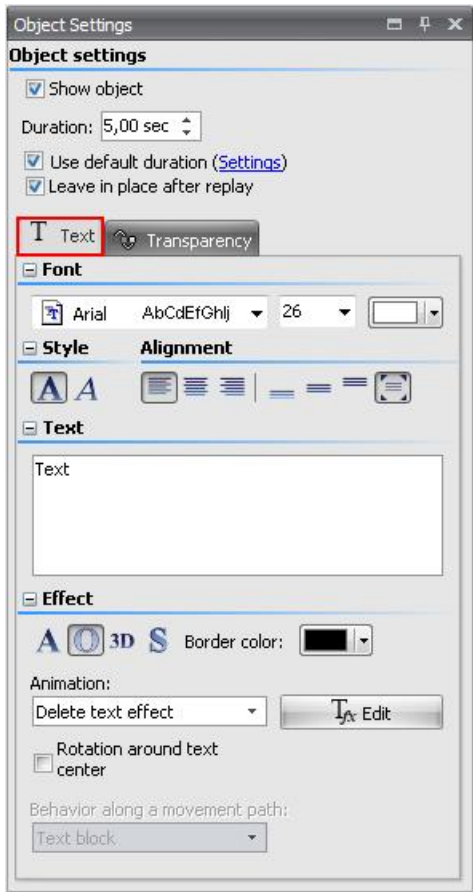 Object Settings
Object settings
Show object
Duration: 5,00 sec
Use default duration (Settings)
Leave in place after replay
T Text Transparency
Font
Arial AbCdEfGhIj 26
Style Alignment
A A
Text
Text
Effect
A O 3D S Border color:
Animation:
Delete text effect Tfx Edit
Rotation around text
center
Behavior along a movement path:
Text block